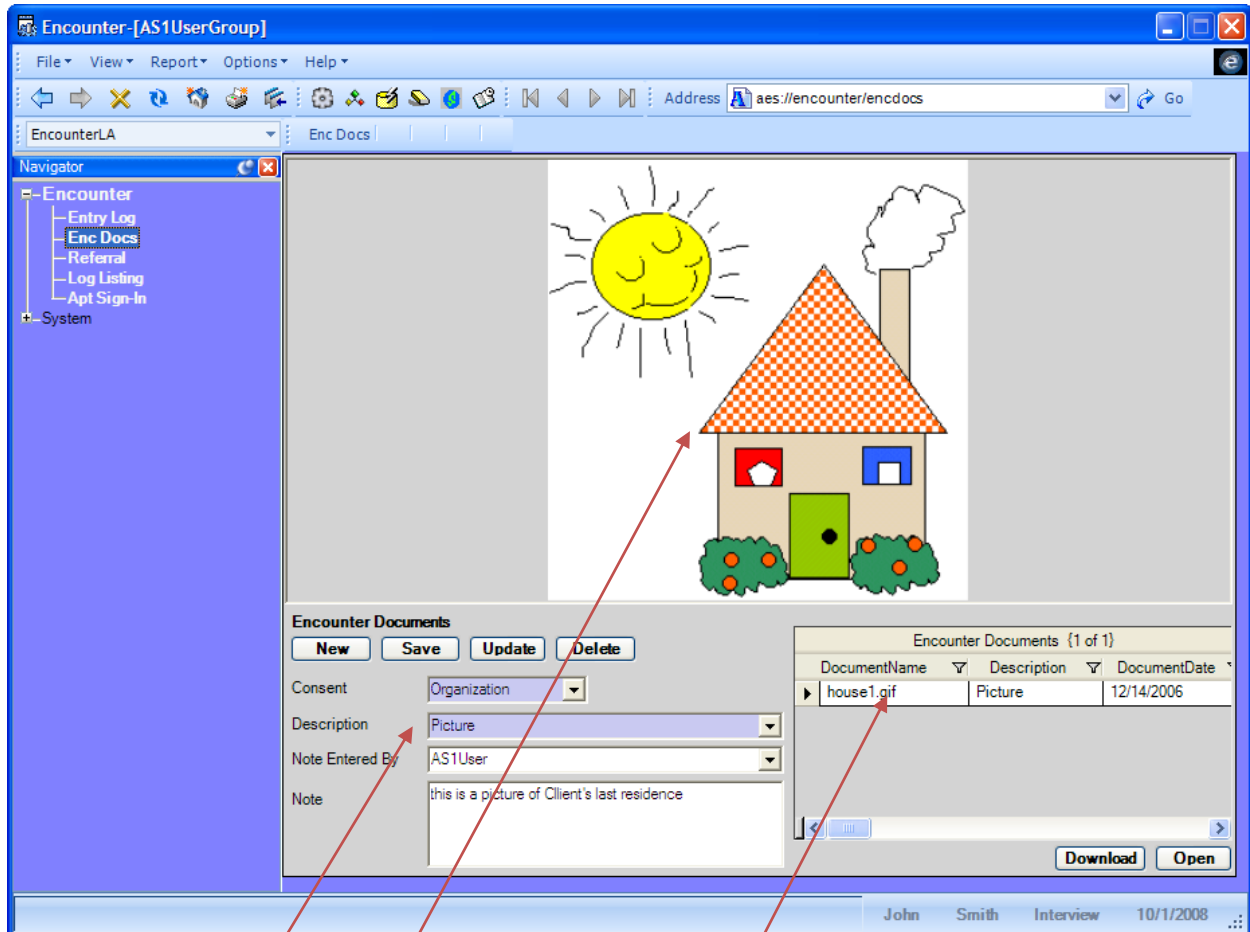 Encounter-[AS1UserGroup]
File View Report Options Help
Address aes://encounter/encdocs Go
EncounterLA Enc Docs
Navigator
Encounter
Entry Log
Enc Docs
Referral
Log Listing
Apt Sign-In
System
Encounter Documents
New Save Update Delete
Consent Organization
Description Picture
Note Entered By AS1User
Note this is a picture of Cllient's last residence
Encounter Documents {1 of 1}
DocumentName Description DocumentDate
house1.gif Picture 12/14/2006
Download Open
John Smith Interview 10/1/2008